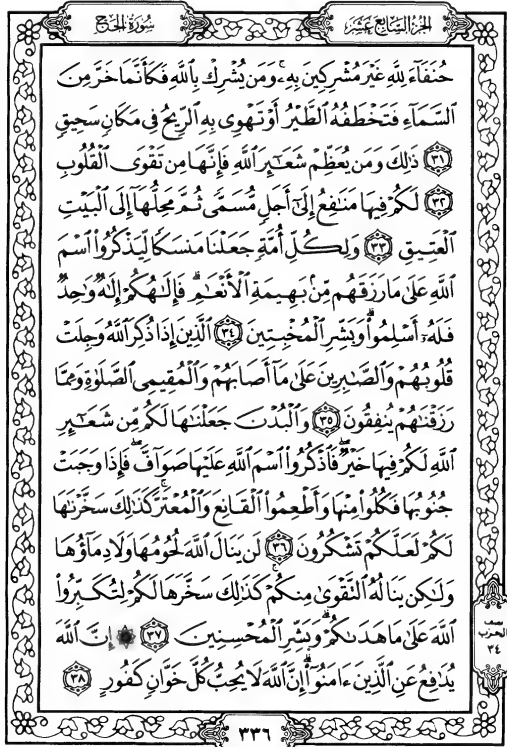 الجزء السابع عشر
سورة الحج
حُنَفَآءَ لِلَّهِ غَيْرَ مُشْرِكِينَ بِهِۦۚ وَمَن يُشْرِكْ بِٱللَّهِ فَكَأَنَّمَا خَرَّ مِنَ
ٱلسَّمَآءِ فَتَخْطَفُهُ ٱلطَّيْرُ أَوْ تَهْوِى بِهِ ٱلرِّيحُ فِى مَكَانٍ سَحِيقٍ
٣١ ذَٰلِكَ وَمَن يُعَظِّمْ شَعَـٰٓئِرَ ٱللَّهِ فَإِنَّهَا مِن تَقْوَى ٱلْقُلُوبِ
٣٢ لَكُمْ فِيهَا مَنَـٰفِعُ إِلَىٰٓ أَجَلٍ مُّسَمًّى ثُمَّ مَحِلُّهَآ إِلَى ٱلْبَيْتِ
ٱلْعَتِيقِ ٣٣ وَلِكُلِّ أُمَّةٍ جَعَلْنَا مَنسَكًا لِّيَذْكُرُوا۟ ٱسْمَ
ٱللَّهِ عَلَىٰ مَا رَزَقَهُم مِّنۢ بَهِيمَةِ ٱلْأَنْعَـٰمِۗ فَإِلَـٰهُكُمْ إِلَـٰهٌ وَٰحِدٌ
فَلَهُۥٓ أَسْلِمُوا۟ۗ وَبَشِّرِ ٱلْمُخْبِتِينَ ٣٤ ٱلَّذِينَ إِذَا ذُكِرَ ٱللَّهُ وَجِلَتْ
قُلُوبُهُمْ وَٱلصَّـٰبِرِينَ عَلَىٰ مَآ أَصَابَهُمْ وَٱلْمُقِيمِى ٱلصَّلَوٰةِ وَمِمَّا
رَزَقْنَـٰهُمْ يُنفِقُونَ ٣٥ وَٱلْبُدْنَ جَعَلْنَـٰهَا لَكُم مِّن شَعَـٰٓئِرِ
ٱللَّهِ لَكُمْ فِيهَا خَيْرٌۖ فَٱذْكُرُوا۟ ٱسْمَ ٱللَّهِ عَلَيْهَا صَوَآفَّۖ فَإِذَا وَجَبَتْ
جُنُوبُهَا فَكُلُوا۟ مِنْهَا وَأَطْعِمُوا۟ ٱلْقَانِعَ وَٱلْمُعْتَرَّۚ كَذَٰلِكَ سَخَّرْنَـٰهَا
لَكُمْ لَعَلَّكُمْ تَشْكُرُونَ ٣٦ لَن يَنَالَ ٱللَّهَ لُحُومُهَا وَلَا دِمَآؤُهَا
وَلَـٰكِن يَنَالُهُ ٱلتَّقْوَىٰ مِنكُمْۚ كَذَٰلِكَ سَخَّرَهَا لَكُمْ لِتُكَبِّرُوا۟
ٱللَّهَ عَلَىٰ مَا هَدَىٰكُمْۗ وَبَشِّرِ ٱلْمُحْسِنِينَ ٣٧ ۞ إِنَّ ٱللَّهَ
يُدَٰفِعُ عَنِ ٱلَّذِينَ ءَامَنُوٓا۟ۗ إِنَّ ٱللَّهَ لَا يُحِبُّ كُلَّ خَوَّانٍ كَفُورٍ ٣٨
نصف
الحزب
٣٤
٣٣٦